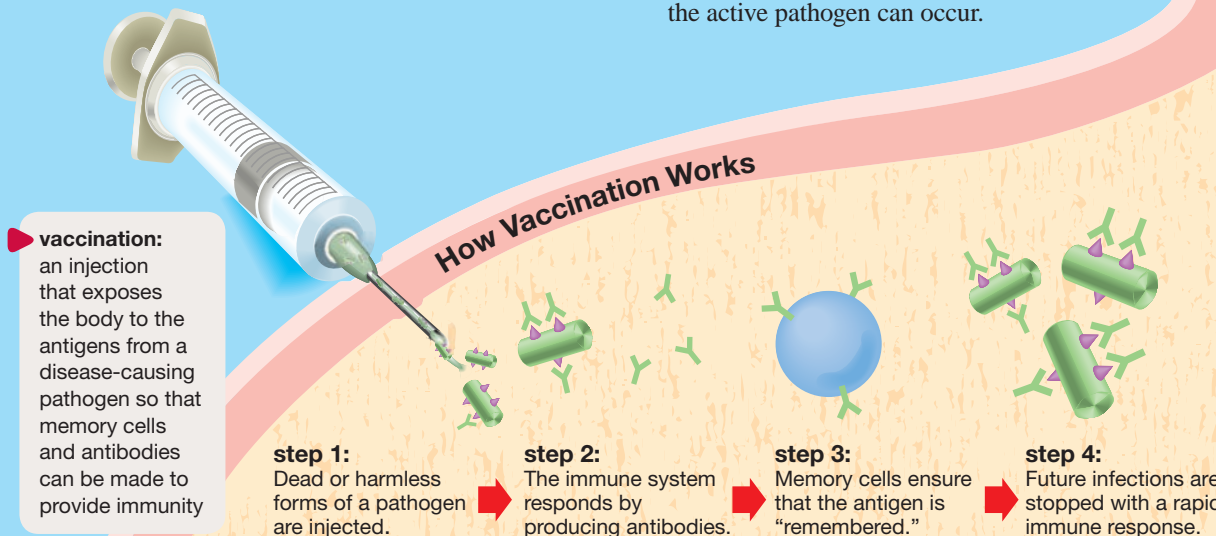 the active pathogen can occur.
How Vaccination Works
vaccination:
an injection
that exposes
the body to the
antigens from a
disease-causing
pathogen so that
memory cells
and antibodies
can be made to
provide immunity
step 1:
Dead or harmless
forms of a pathogen
are injected.
step 2:
The immune system
responds by
producing antibodies.
step 3:
Memory cells ensure
that the antigen is
“remembered.”
step 4:
Future infections are
stopped with a rapid
immune response.